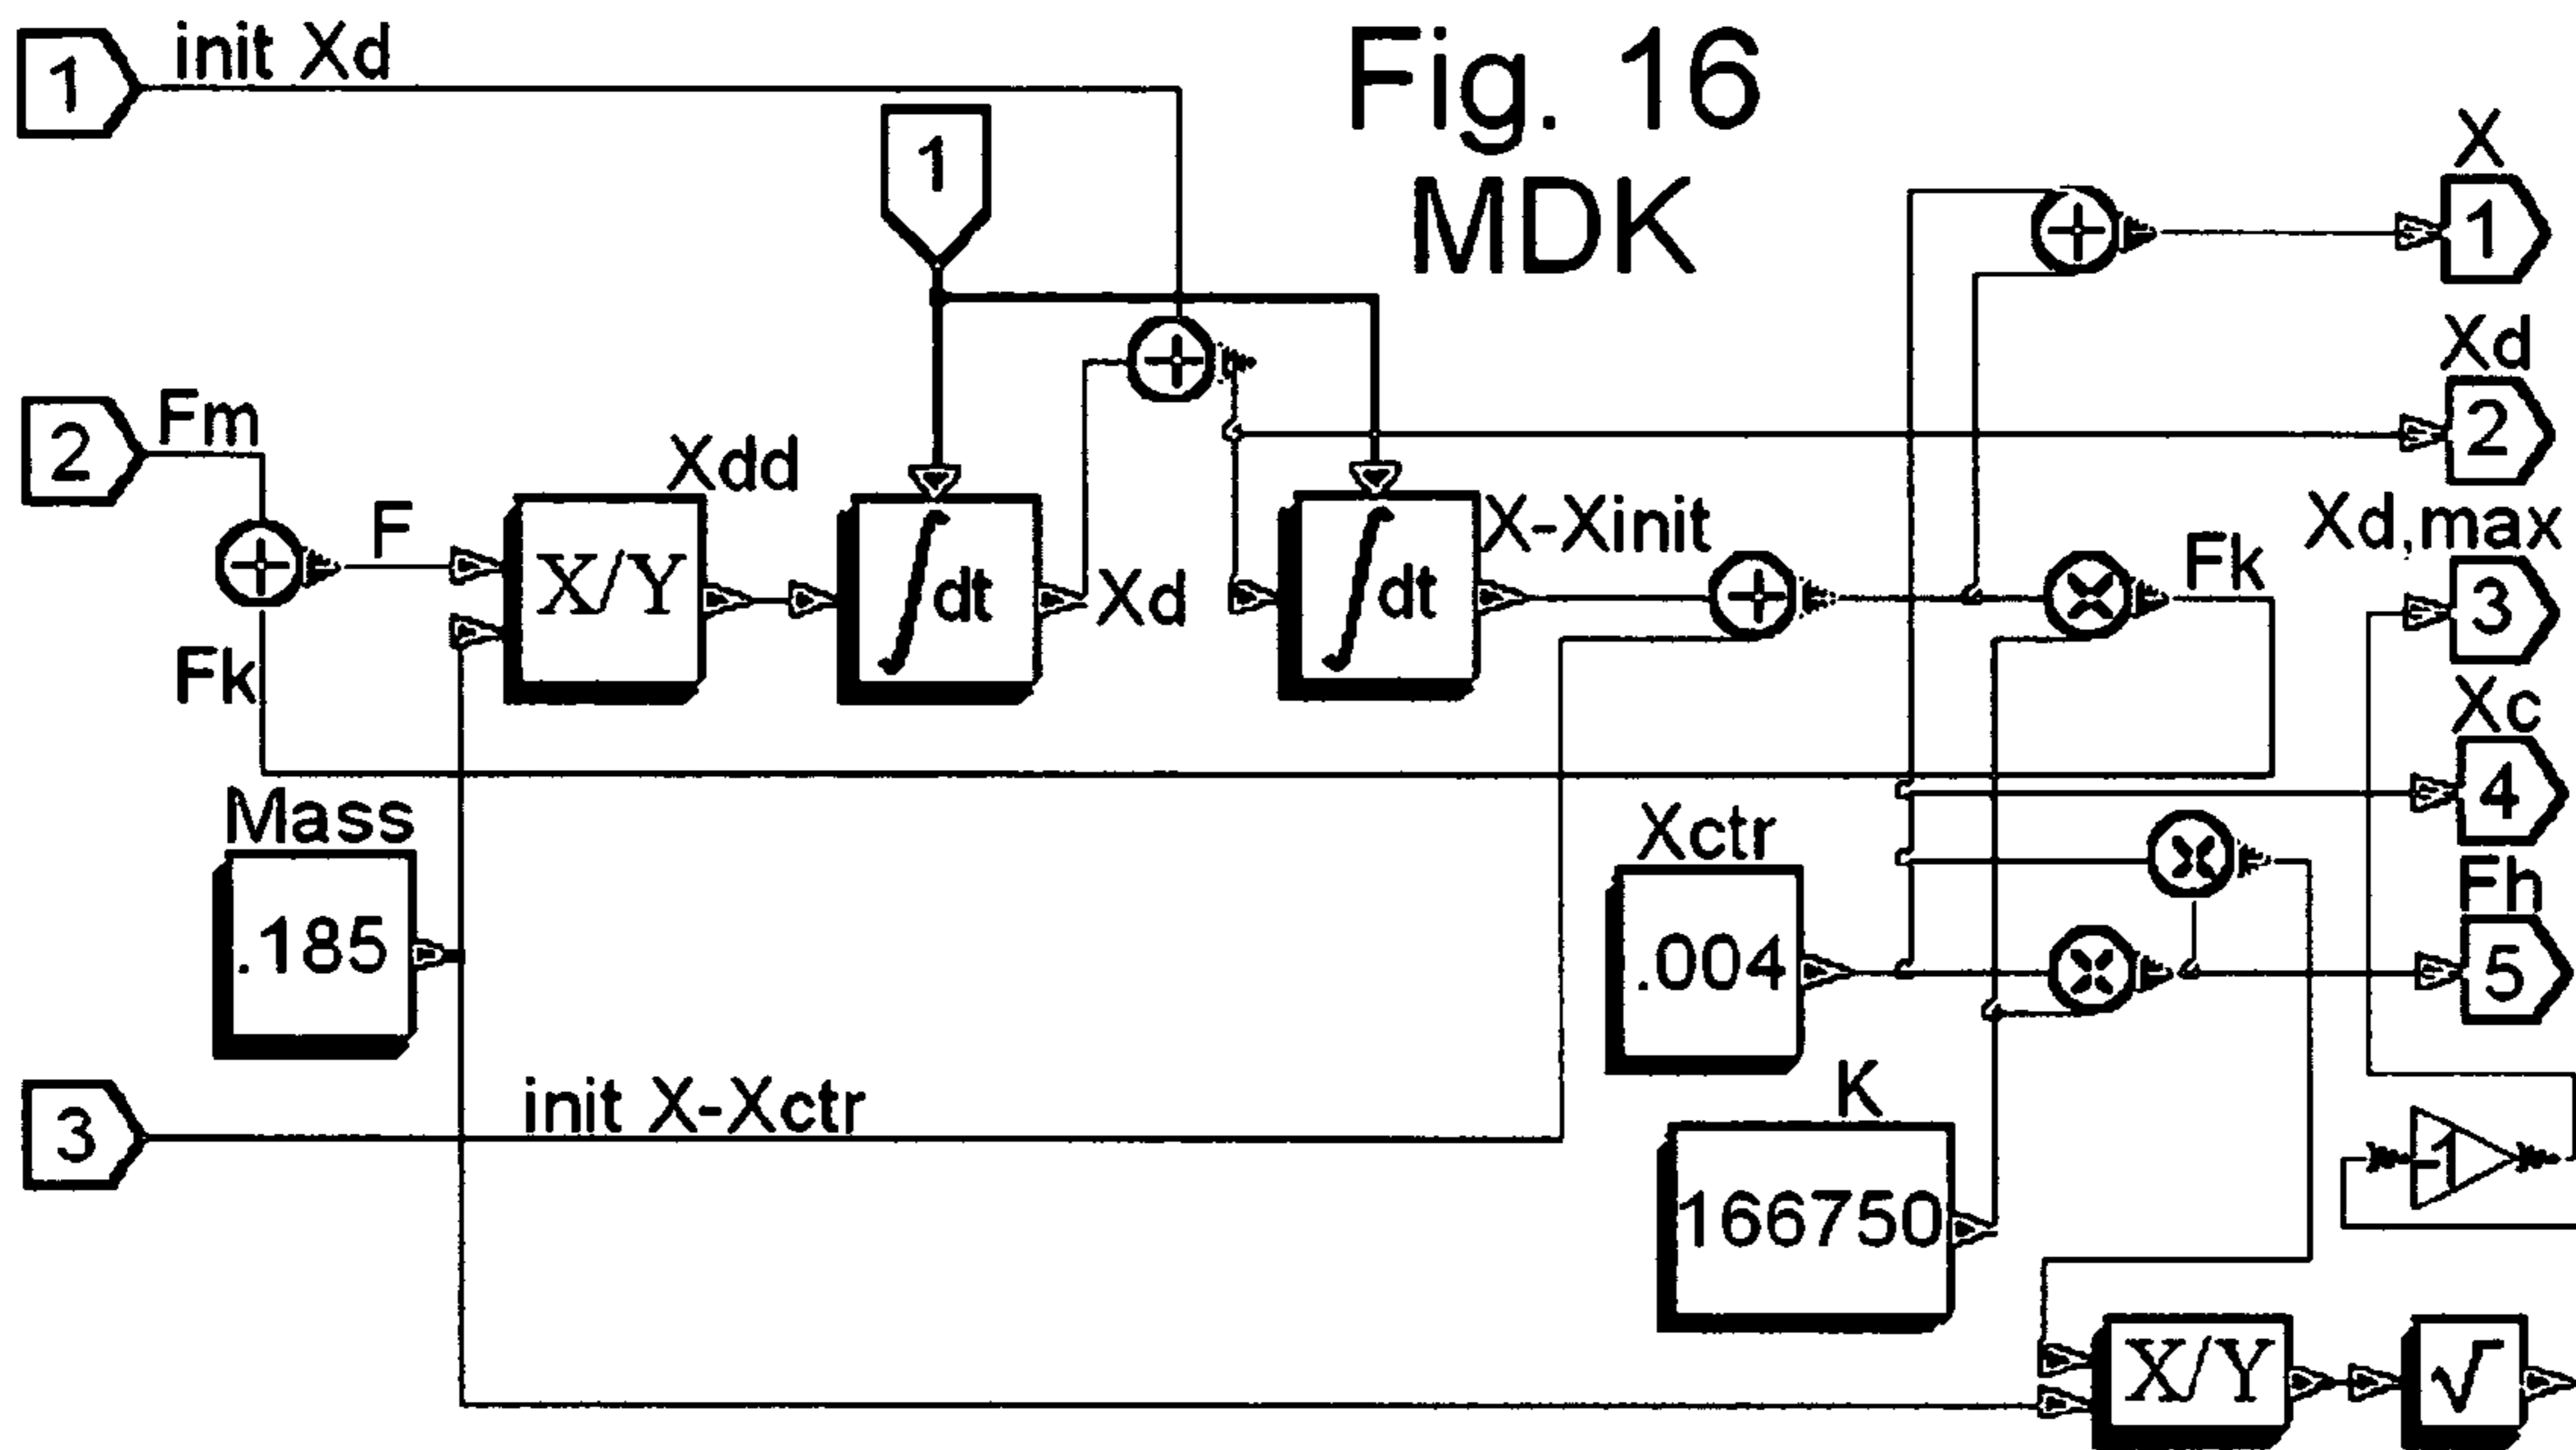 Fig. 16
MDK
1
init Xd
1
X
1
Xd
2
2
Fm
Xdd
F
X/Y
∫dt
Xd
∫dt
X-Xinit
Fk
Xd,max
3
Fk
Xc
4
Mass
.185
Xctr
.004
Fh
5
K
166750
3
init X-Xctr
-1
X/Y
√